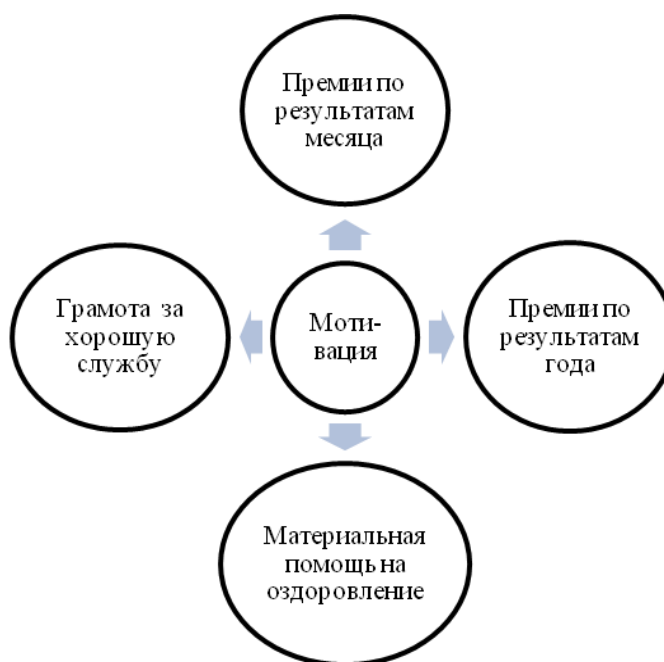 Премии по
результатам
месяца
Грамота за
хорошую
службу
Моти-
вация
Премии по
результатам
года
Материальная
помощь на
оздоровление